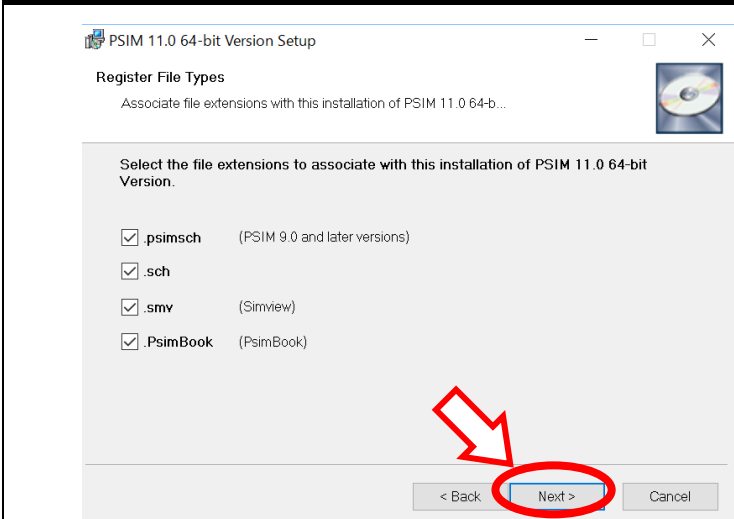 PSIM 11.0 64-bit Version Setup
Register File Types
Associate file extensions with this installation of PSIM 11.0 64-b...
Select the file extensions to associate with this installation of PSIM 11.0 64-bit
Version.
.psimsch (PSIM 9.0 and later versions)
.sch
.smv (Simview)
.PsimBook (PsimBook)
< Back Next > Cancel